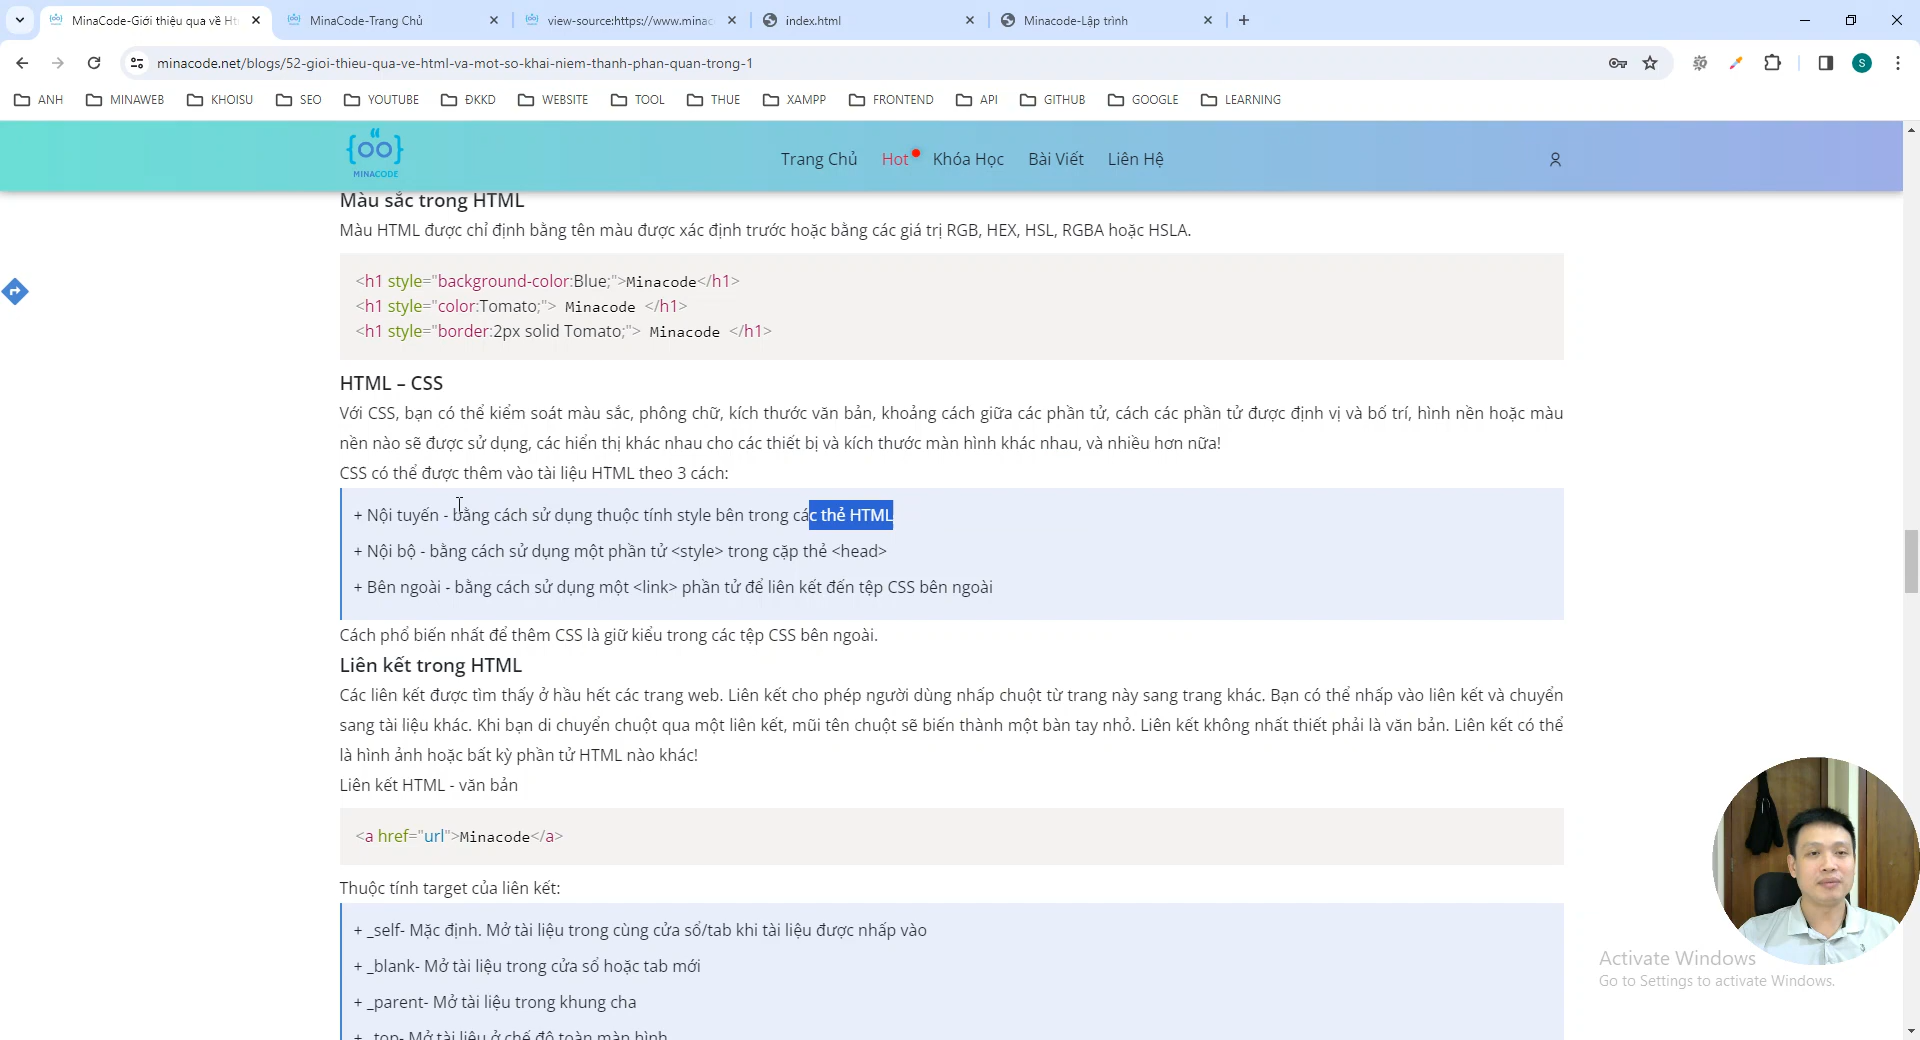 MinaCode-Giới thiệu qua về Ht
MinaCode-Trang Chủ
view-source:https://www.minac
index.html
Minacode-Lập trình
minacode.net/blogs/52-gioi-thieu-qua-ve-html-va-mot-so-khai-niem-thanh-phan-quan-trong-1
S
ANH
MINAWEB
KHOISU
SEO
YOUTUBE
ĐKKD
WEBSITE
TOOL
THUE
XAMPP
FRONTEND
API
GITHUB
GOOGLE
LEARNING
{oo}
MINACODE
Trang Chủ
Hot
Khóa Học
Bài Viết
Liên Hệ
Màu sắc trong HTML
Màu HTML được chỉ định bằng tên màu được xác định trước hoặc bằng các giá trị RGB, HEX, HSL, RGBA hoặc HSLA.
<h1 style="background-color:Blue;">Minacode</h1>
<h1 style="color:Tomato;"> Minacode </h1>
<h1 style="border:2px solid Tomato;"> Minacode </h1>
HTML – CSS
Với CSS, bạn có thể kiểm soát màu sắc, phông chữ, kích thước văn bản, khoảng cách giữa các phần tử, cách các phần tử được định vị và bố trí, hình nền hoặc màu
nền nào sẽ được sử dụng, các hiển thị khác nhau cho các thiết bị và kích thước màn hình khác nhau, và nhiều hơn nữa!
CSS có thể được thêm vào tài liệu HTML theo 3 cách:
+ Nội tuyến - bằng cách sử dụng thuộc tính style bên trong các thẻ HTML
+ Nội bộ - bằng cách sử dụng một phần tử <style> trong cặp thẻ <head>
+ Bên ngoài - bằng cách sử dụng một <link> phần tử để liên kết đến tệp CSS bên ngoài
Cách phổ biến nhất để thêm CSS là giữ kiểu trong các tệp CSS bên ngoài.
Liên kết trong HTML
Các liên kết được tìm thấy ở hầu hết các trang web. Liên kết cho phép người dùng nhấp chuột từ trang này sang trang khác. Bạn có thể nhấp vào liên kết và chuyển
sang tài liệu khác. Khi bạn di chuyển chuột qua một liên kết, mũi tên chuột sẽ biến thành một bàn tay nhỏ. Liên kết không nhất thiết phải là văn bản. Liên kết có thể
là hình ảnh hoặc bất kỳ phần tử HTML nào khác!
Liên kết HTML - văn bản
<a href="url">Minacode</a>
Thuộc tính target của liên kết:
+ _self- Mặc định. Mở tài liệu trong cùng cửa sổ/tab khi tài liệu được nhấp vào
+ _blank- Mở tài liệu trong cửa sổ hoặc tab mới
+ _parent- Mở tài liệu trong khung cha
+ _top- Mở tài liệu ở chế độ toàn màn hình
Activate Windows
Go to Settings to activate Windows.